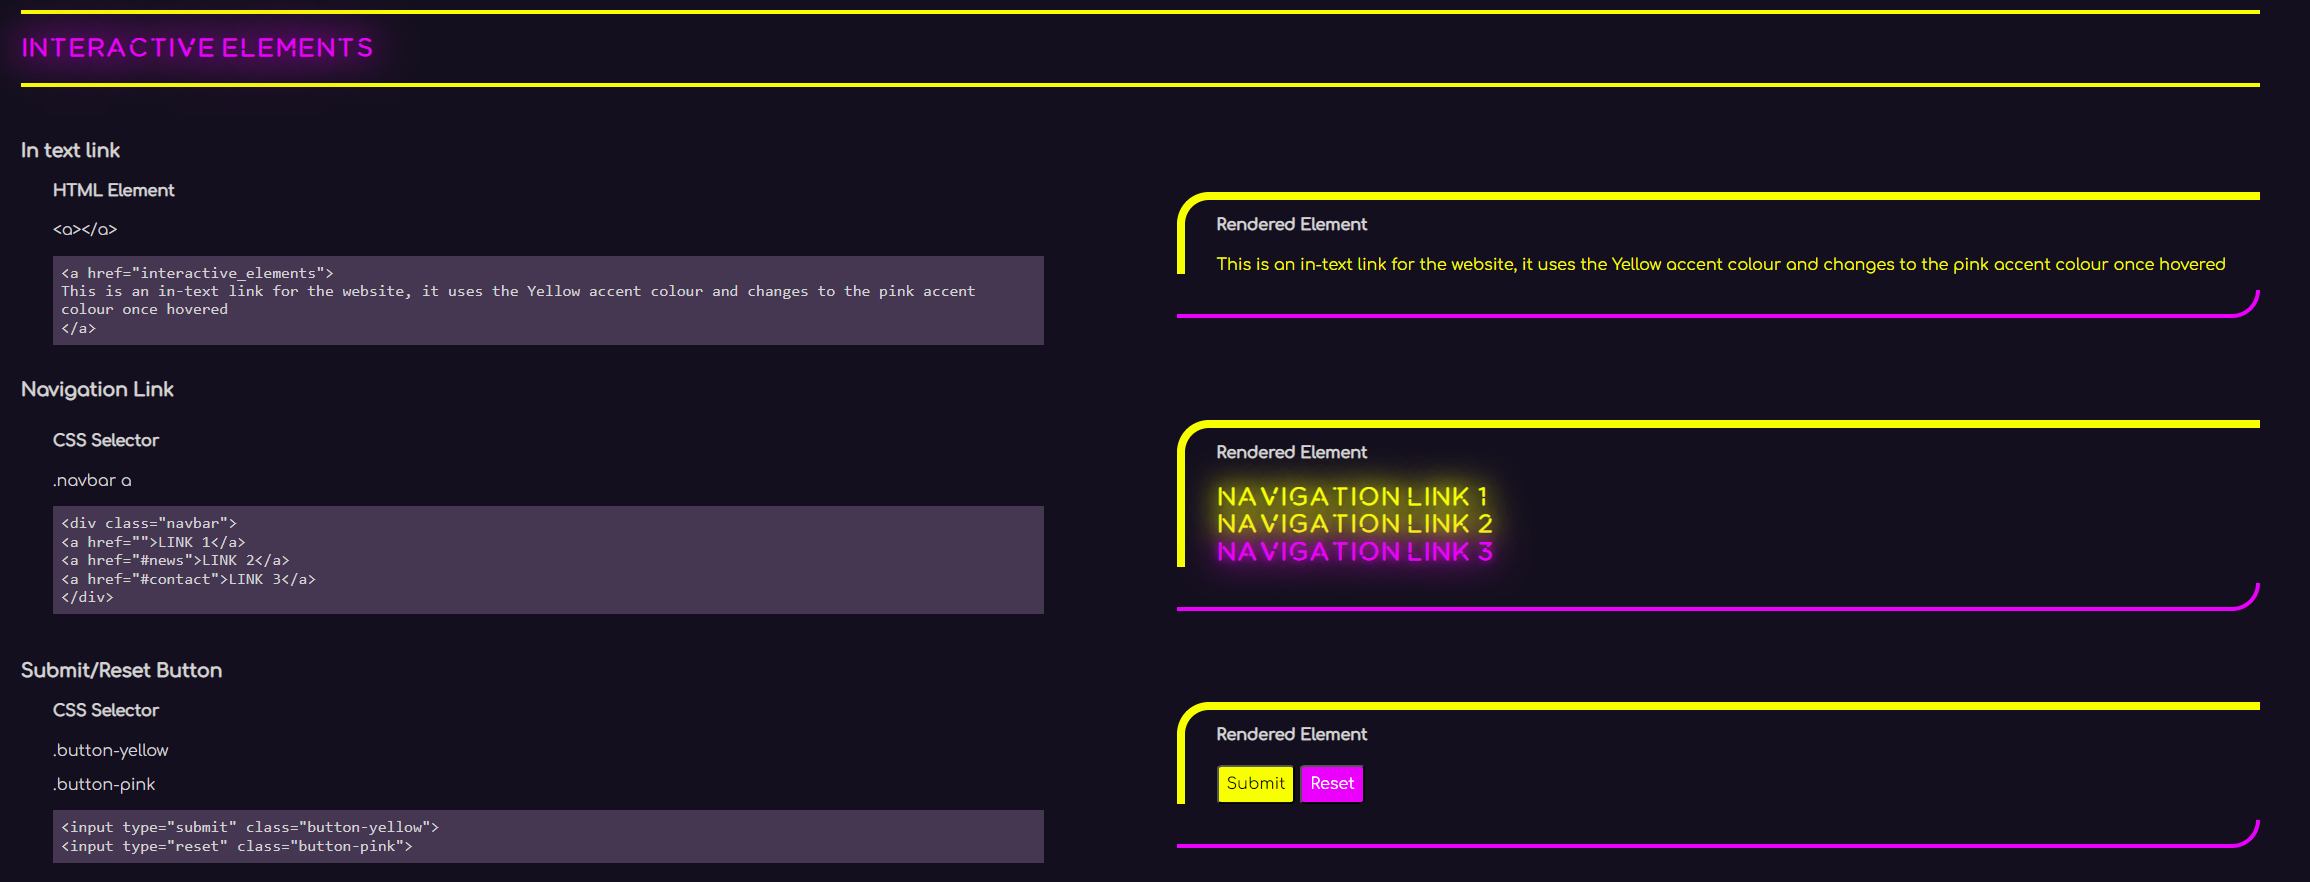 INTERACTIVE ELEMENTS
In text link
HTML Element
<a></a>
<a href="interactive_elements">
This is an in-text link for the website, it uses the Yellow accent colour and changes to the pink accent
colour once hovered
</a>
Rendered Element
This is an in-text link for the website, it uses the Yellow accent colour and changes to the pink accent colour once hovered
Navigation Link
CSS Selector
.navbar a
<div class="navbar">
<a href="">LINK 1</a>
<a href="#news">LINK 2</a>
<a href="#contact">LINK 3</a>
</div>
Rendered Element
NAVIGATION LINK 1
NAVIGATION LINK 2
NAVIGATION LINK 3
Submit/Reset Button
CSS Selector
.button-yellow
.button-pink
<input type="submit" class="button-yellow">
<input type="reset" class="button-pink">
Rendered Element
Submit Reset